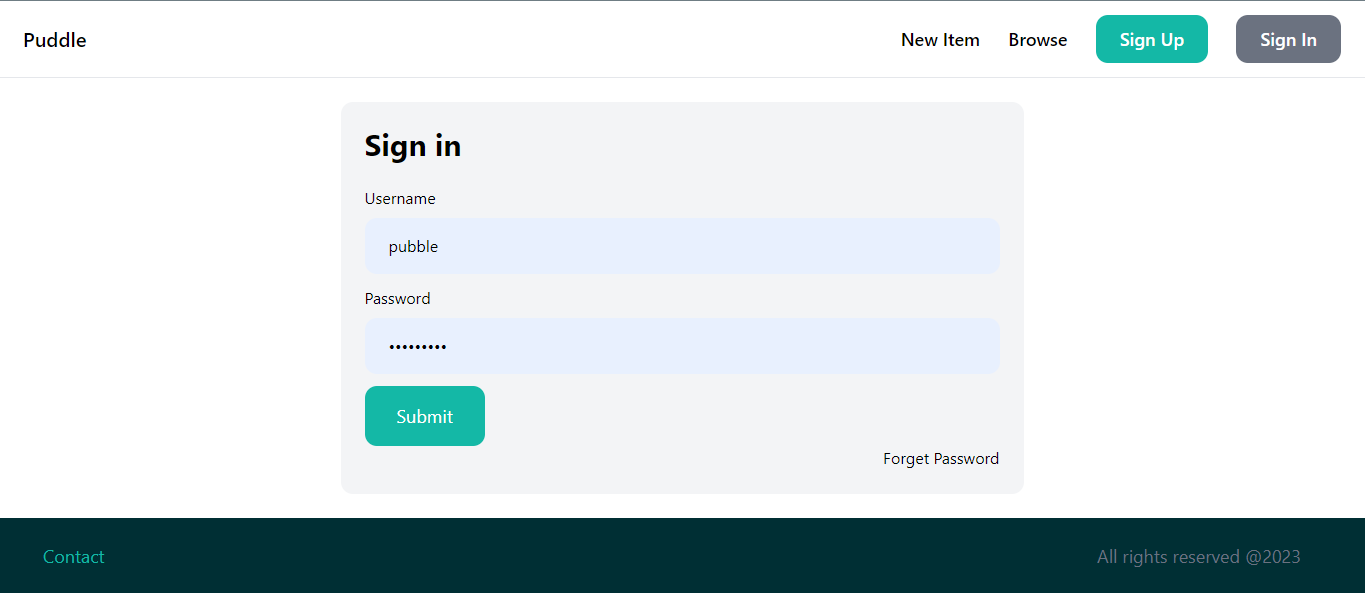 Puddle New Item Browse Sign Up Sign In
Sign in
Username
pubble
Password
•••••••••
Submit
Forget Password
Contact All rights reserved @2023